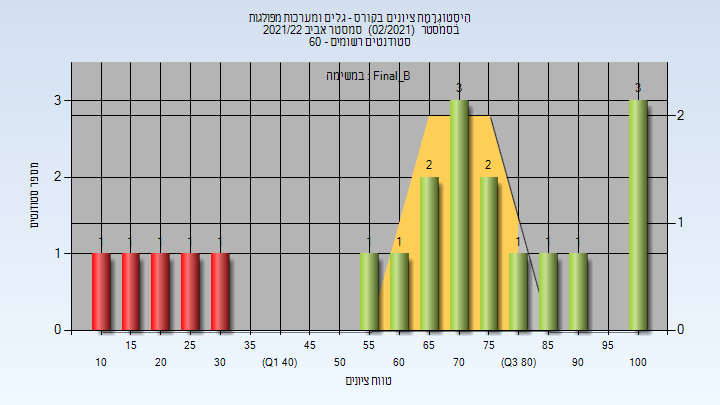 היסטוגרמת ציונים בקורס - גלים ומערכות מפולגות
בסמסטר (02/2021) סמסטר אביב 2021/22
סטודנטים רשומים - 60
במשימה : Final_B
מספר סטודנטים
3
2
1
0
2
1
0
1 1 1 1 1 1 1 2 3 2 1 1 1 3
15 25 35 45 55 65 75 85 95
10 20 30 (Q1 40) 50 60 70 (Q3 80) 90 100
טווח ציונים